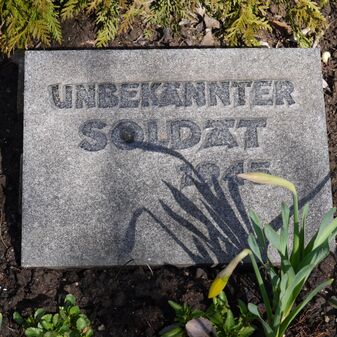 UNBEKANNTER
SOLDAT
1945